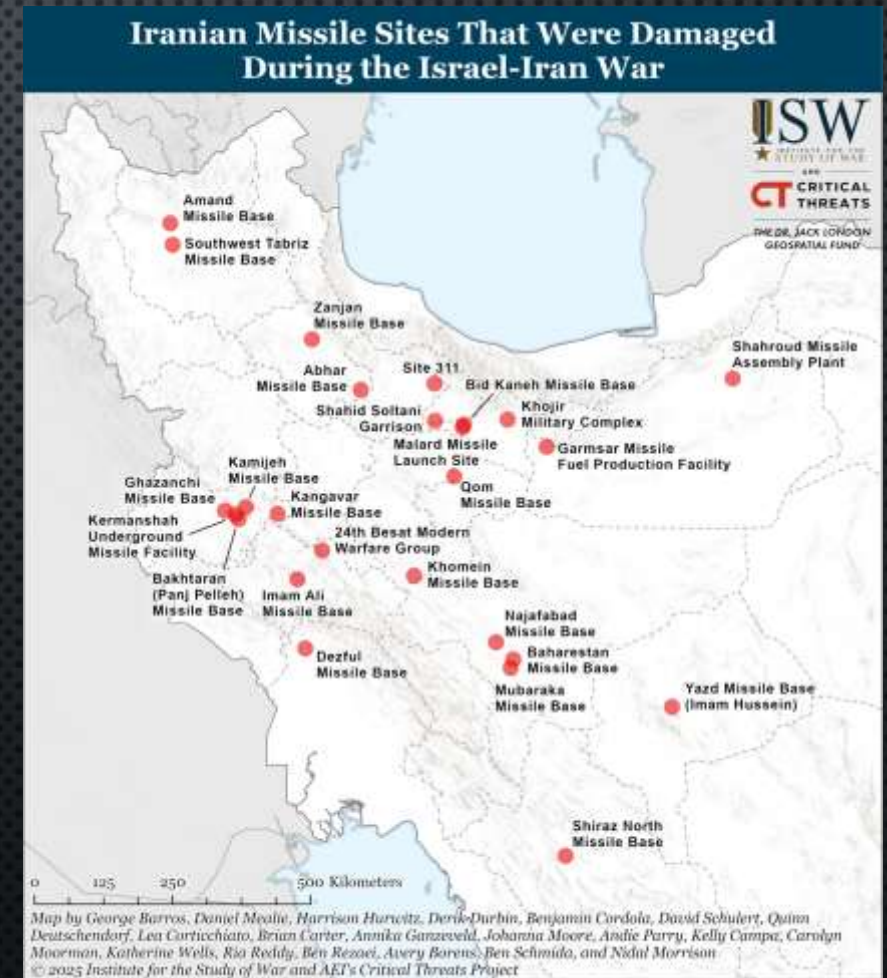 Iranian Missile Sites That Were Damaged
During the Israel-Iran War
ISW
INSTITUTE FOR THE
STUDY OF WAR
AND
CT CRITICAL
THREATS
THE DR. JACK LONDON
GEOSPATIAL FUND
Amand
Missile Base
Southwest Tabriz
Missile Base
Zanjan
Missile Base
Abhar
Missile Base
Site 311
Bid Kaneh Missile Base
Shahroud Missile
Assembly Plant
Shahid Soltani
Garrison
Khojir
Military Complex
Malard Missile
Launch Site
Garmsar Missile
Fuel Production Facility
Qom
Missile Base
Kamijeh
Missile Base
Ghazanchi
Missile Base
Kangavar
Missile Base
Kermanshah
Underground
Missile Facility
24th Besat Modern
Warfare Group
Khomein
Missile Base
Bakhtaran
(Panj Pelleh)
Missile Base
Imam Ali
Missile Base
Najafabad
Missile Base
Dezful
Missile Base
Baharestan
Missile Base
Mubaraka
Missile Base
Yazd Missile Base
(Imam Hussein)
Shiraz North
Missile Base
0 125 250 500 Kilometers
Map by George Barros, Daniel Mealie, Harrison Hurwitz, Derik Durbin, Benjamin Cordola, David Schulert, Quinn
Deutschendorf, Lea Corticchiato, Brian Carter, Annika Ganzeveld, Johanna Moore, Andie Parry, Kelly Campa, Carolyn
Moorman, Katherine Wells, Ria Reddy, Ben Rezaei, Avery Borens, Ben Schmida, and Nidal Morrison
© 2025 Institute for the Study of War and AEI's Critical Threats Project